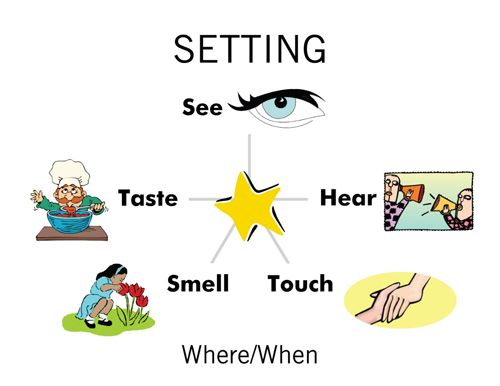 SETTING
See
Taste
Hear
Smell
Touch
Where/When